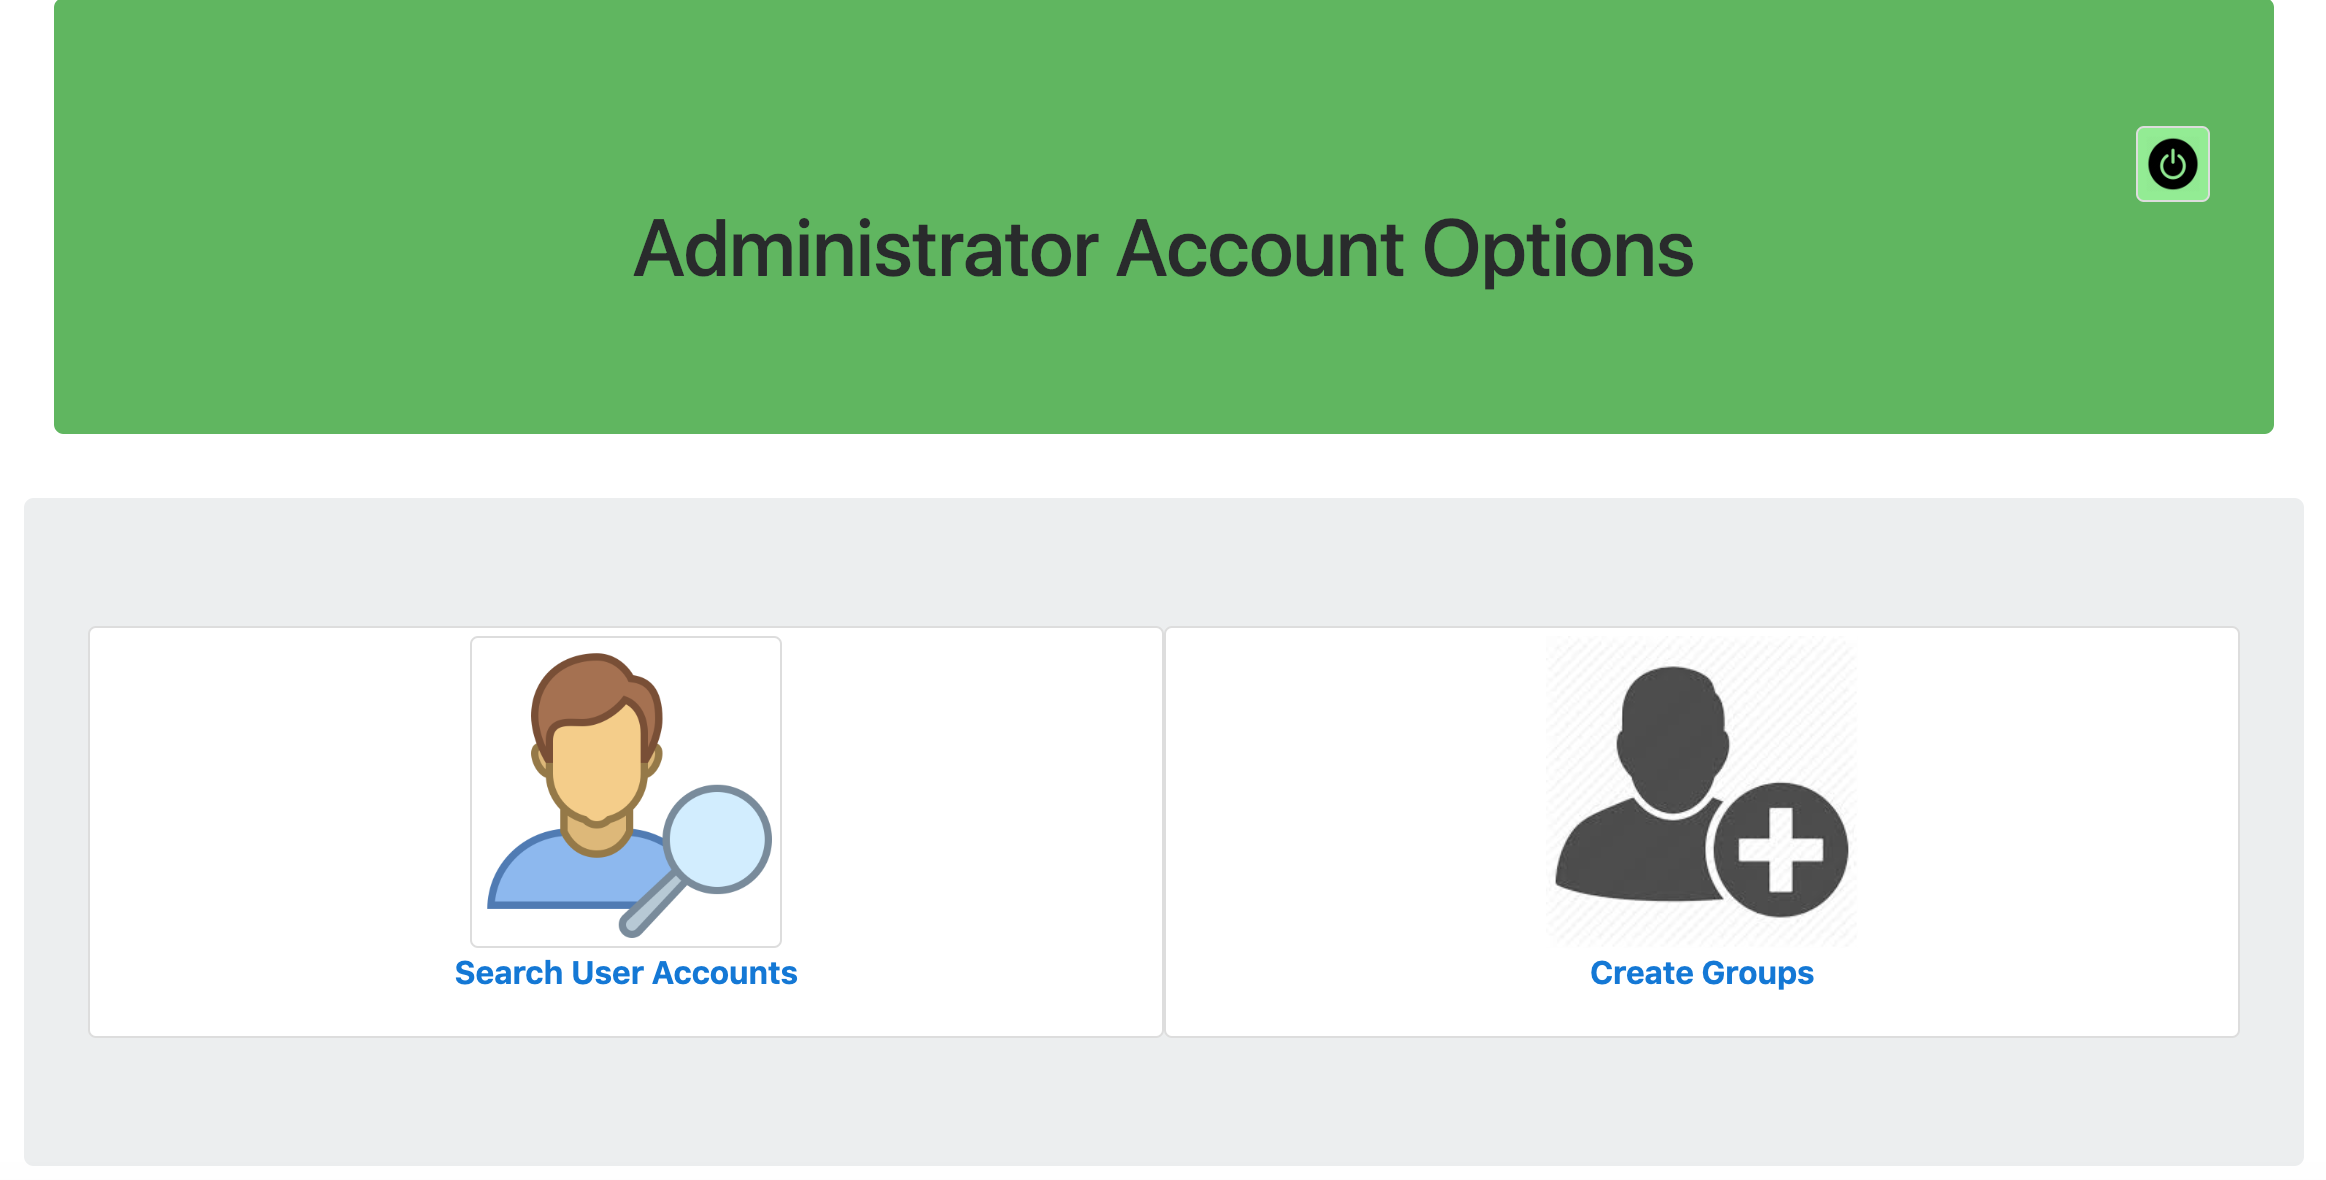 Administrator Account Options
Search User Accounts
Create Groups